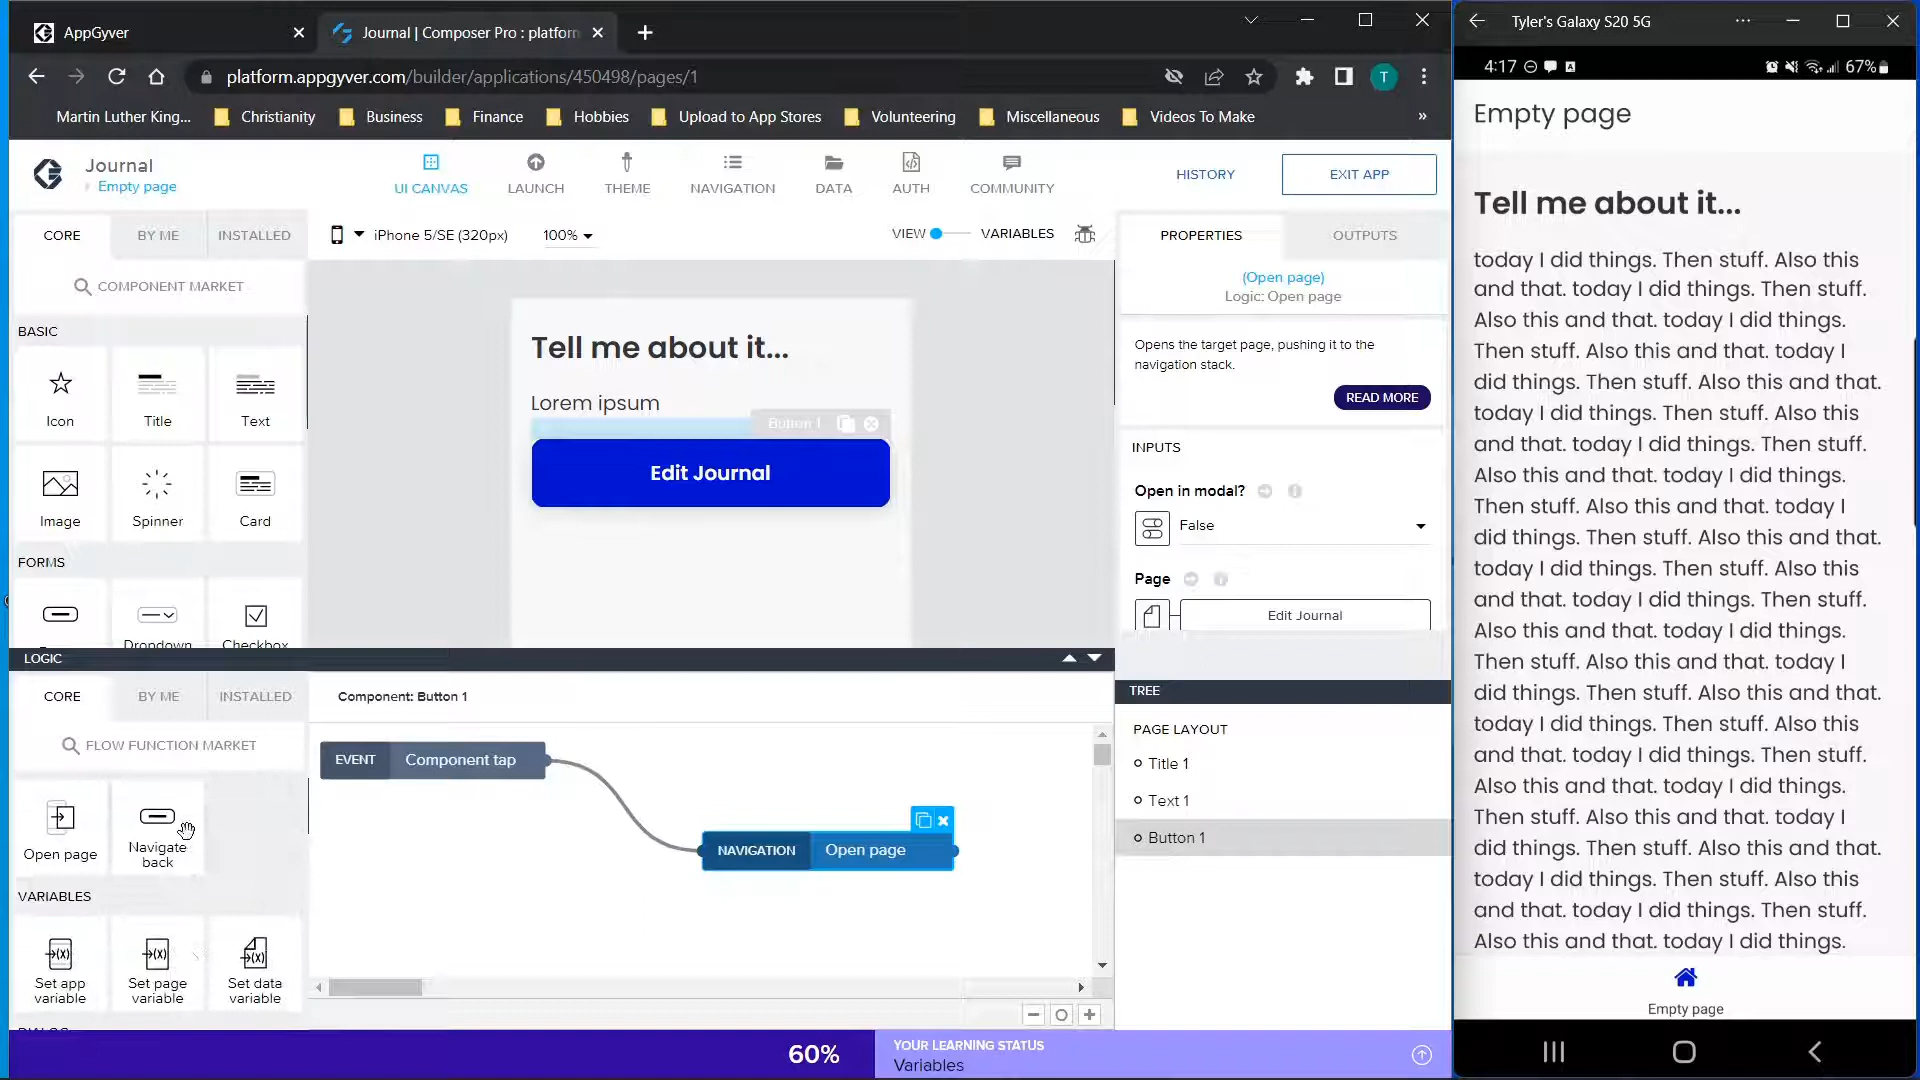 AppGyver
Journal | Composer Pro : platforn
Tyler's Galaxy S20 5G
platform.appgyver.com/builder/applications/450498/pages/1
T
4:17
67%
Martin Luther King...
Christianity
Business
Finance
Hobbies
Upload to App Stores
Volunteering
Miscellaneous
Videos To Make
»
Journal
Empty page
UI CANVAS
LAUNCH
THEME
NAVIGATION
DATA
AUTH
COMMUNITY
HISTORY
EXIT APP
CORE
BY ME
INSTALLED
iPhone 5/SE (320px)
100%
VIEW
VARIABLES
PROPERTIES
OUTPUTS
COMPONENT MARKET
BASIC
Icon
Title
Text
Image
Spinner
Card
FORMS
Dropdown
Checkbox
Tell me about it...
Lorem ipsum
Button 1
Edit Journal
(Open page)
Logic: Open page
Opens the target page, pushing it to the
navigation stack.
READ MORE
INPUTS
Open in modal?
False
Page
Edit Journal
LOGIC
CORE
BY ME
INSTALLED
Component: Button 1
FLOW FUNCTION MARKET
EVENT
Component tap
NAVIGATION
Open page
Open page
Navigate
back
VARIABLES
Set app
variable
Set page
variable
Set data
variable
TREE
PAGE LAYOUT
Title 1
Text 1
Button 1
60%
YOUR LEARNING STATUS
Variables
Empty page
Tell me about it...
today I did things. Then stuff. Also this
and that. today I did things. Then stuff.
Also this and that. today I did things.
Then stuff. Also this and that. today I
did things. Then stuff. Also this and that.
today I did things. Then stuff. Also this
and that. today I did things. Then stuff.
Also this and that. today I did things.
Then stuff. Also this and that. today I
did things. Then stuff. Also this and that.
today I did things. Then stuff. Also this
and that. today I did things. Then stuff.
Also this and that. today I did things.
Then stuff. Also this and that. today I
did things. Then stuff. Also this and that.
today I did things. Then stuff. Also this
and that. today I did things. Then stuff.
Also this and that. today I did things.
Then stuff. Also this and that. today I
did things. Then stuff. Also this and that.
today I did things. Then stuff. Also this
and that. today I did things. Then stuff.
Also this and that. today I did things.
Empty page